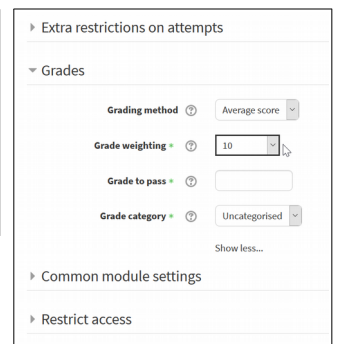 Extra restrictions on attempts
Grades
Grading method Average score
Grade weighting 10
Grade to pass
Grade category Uncategorised
Show less...
Common module settings
Restrict access